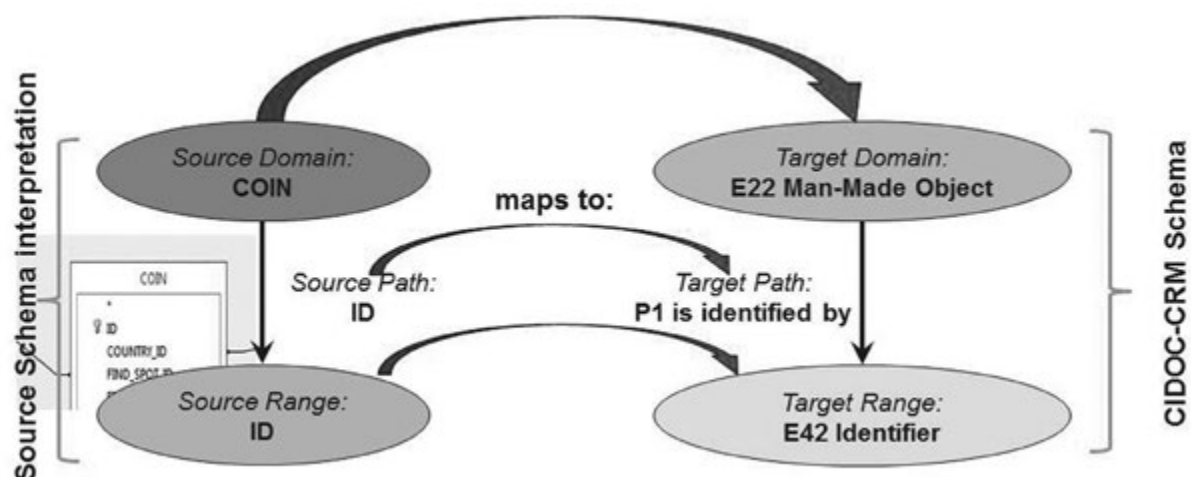 Source Schema interpretation
Source Domain:
COIN
Target Domain:
E22 Man-Made Object
maps to:
COIN
*
ID
COUNTRY_ID
Source Path:
ID
Target Path:
P1 is identified by
Source Range:
ID
Target Range:
E42 Identifier
CIDOC-CRM Schema